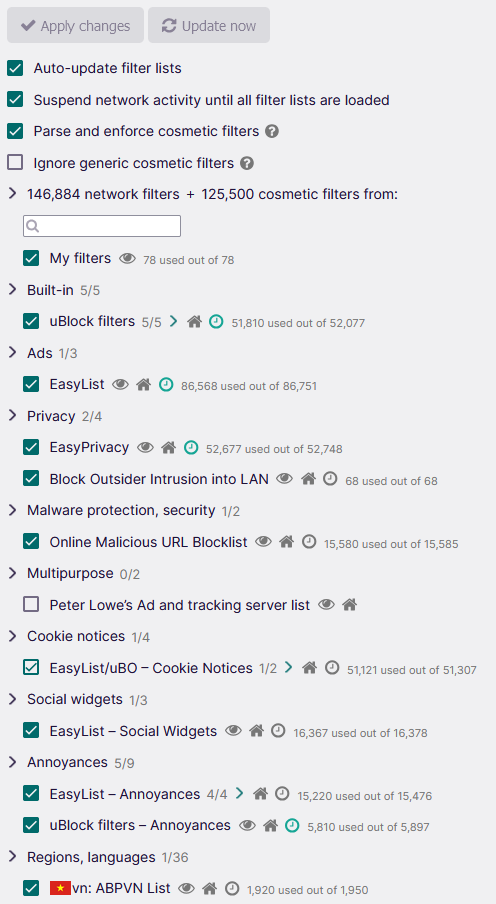 Apply changes Update now
Auto-update filter lists
Suspend network activity until all filter lists are loaded
Parse and enforce cosmetic filters
Ignore generic cosmetic filters
146,884 network filters + 125,500 cosmetic filters from:
My filters 78 used out of 78
Built-in 5/5
uBlock filters 5/5 51,810 used out of 52,077
Ads 1/3
EasyList 86,568 used out of 86,751
Privacy 2/4
EasyPrivacy 52,677 used out of 52,748
Block Outsider Intrusion into LAN 68 used out of 68
Malware protection, security 1/2
Online Malicious URL Blocklist 15,580 used out of 15,585
Multipurpose 0/2
Peter Lowe’s Ad and tracking server list
Cookie notices 1/4
EasyList/uBO – Cookie Notices 1/2 51,121 used out of 51,307
Social widgets 1/3
EasyList – Social Widgets 16,367 used out of 16,378
Annoyances 5/9
EasyList – Annoyances 4/4 15,220 used out of 15,476
uBlock filters – Annoyances 5,810 used out of 5,897
Regions, languages 1/36
vn: ABPVN List 1,920 used out of 1,950